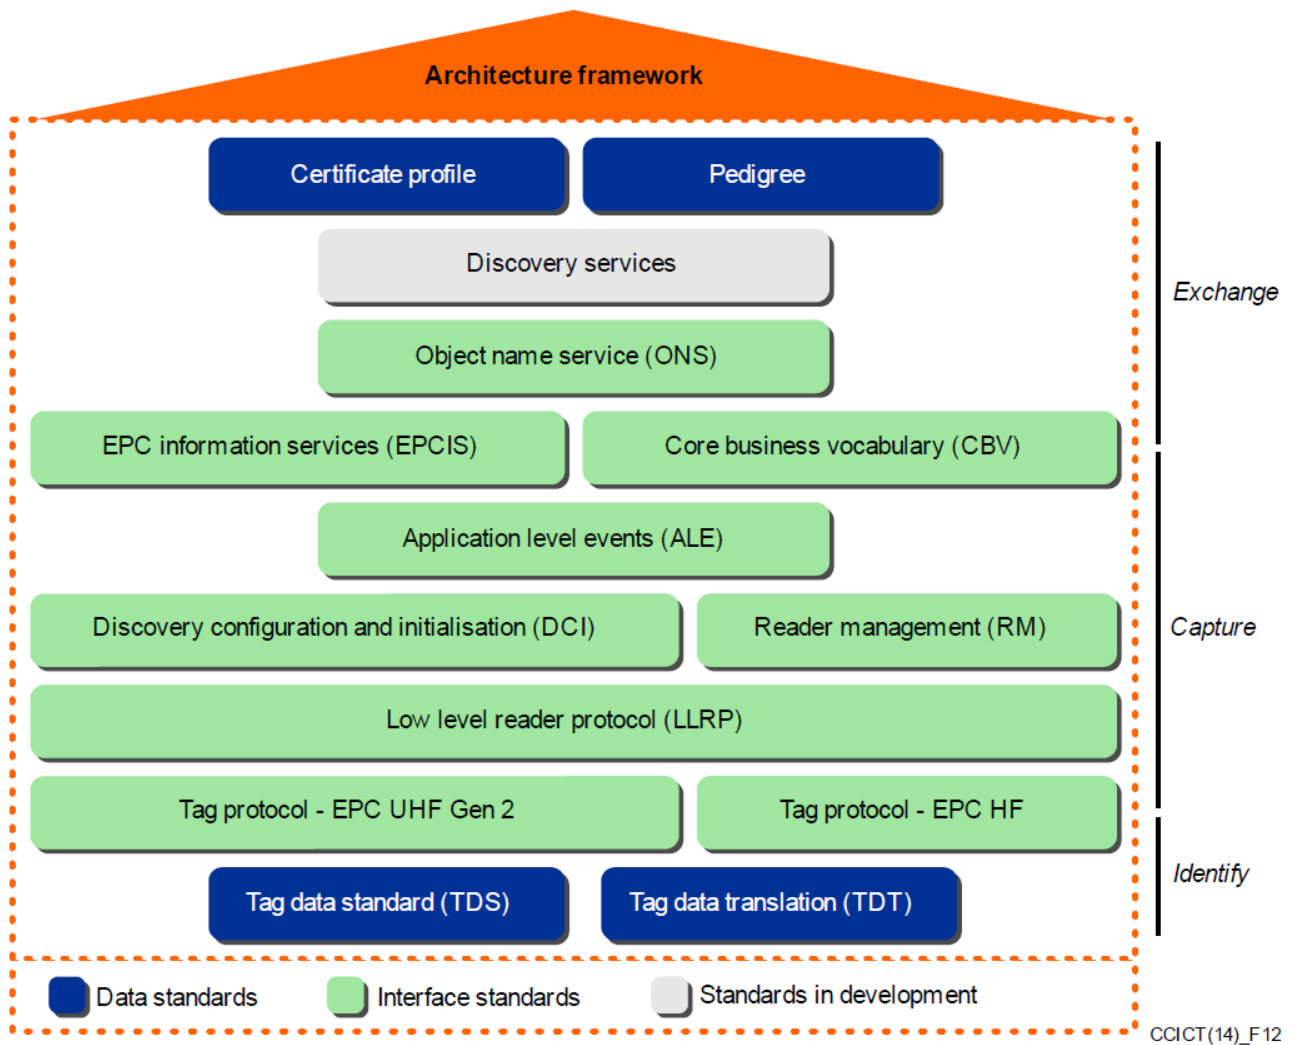 Architecture framework
Certificate profile
Pedigree
Discovery services
Exchange
Object name service (ONS)
EPC information services (EPCIS)
Core business vocabulary (CBV)
Application level events (ALE)
Discovery configuration and initialisation (DCI)
Reader management (RM)
Capture
Low level reader protocol (LLRP)
Tag protocol - EPC UHF Gen 2
Tag protocol - EPC HF
Identify
Tag data standard (TDS)
Tag data translation (TDT)
Data standards
Interface standards
Standards in development
CCICT(14)_F12